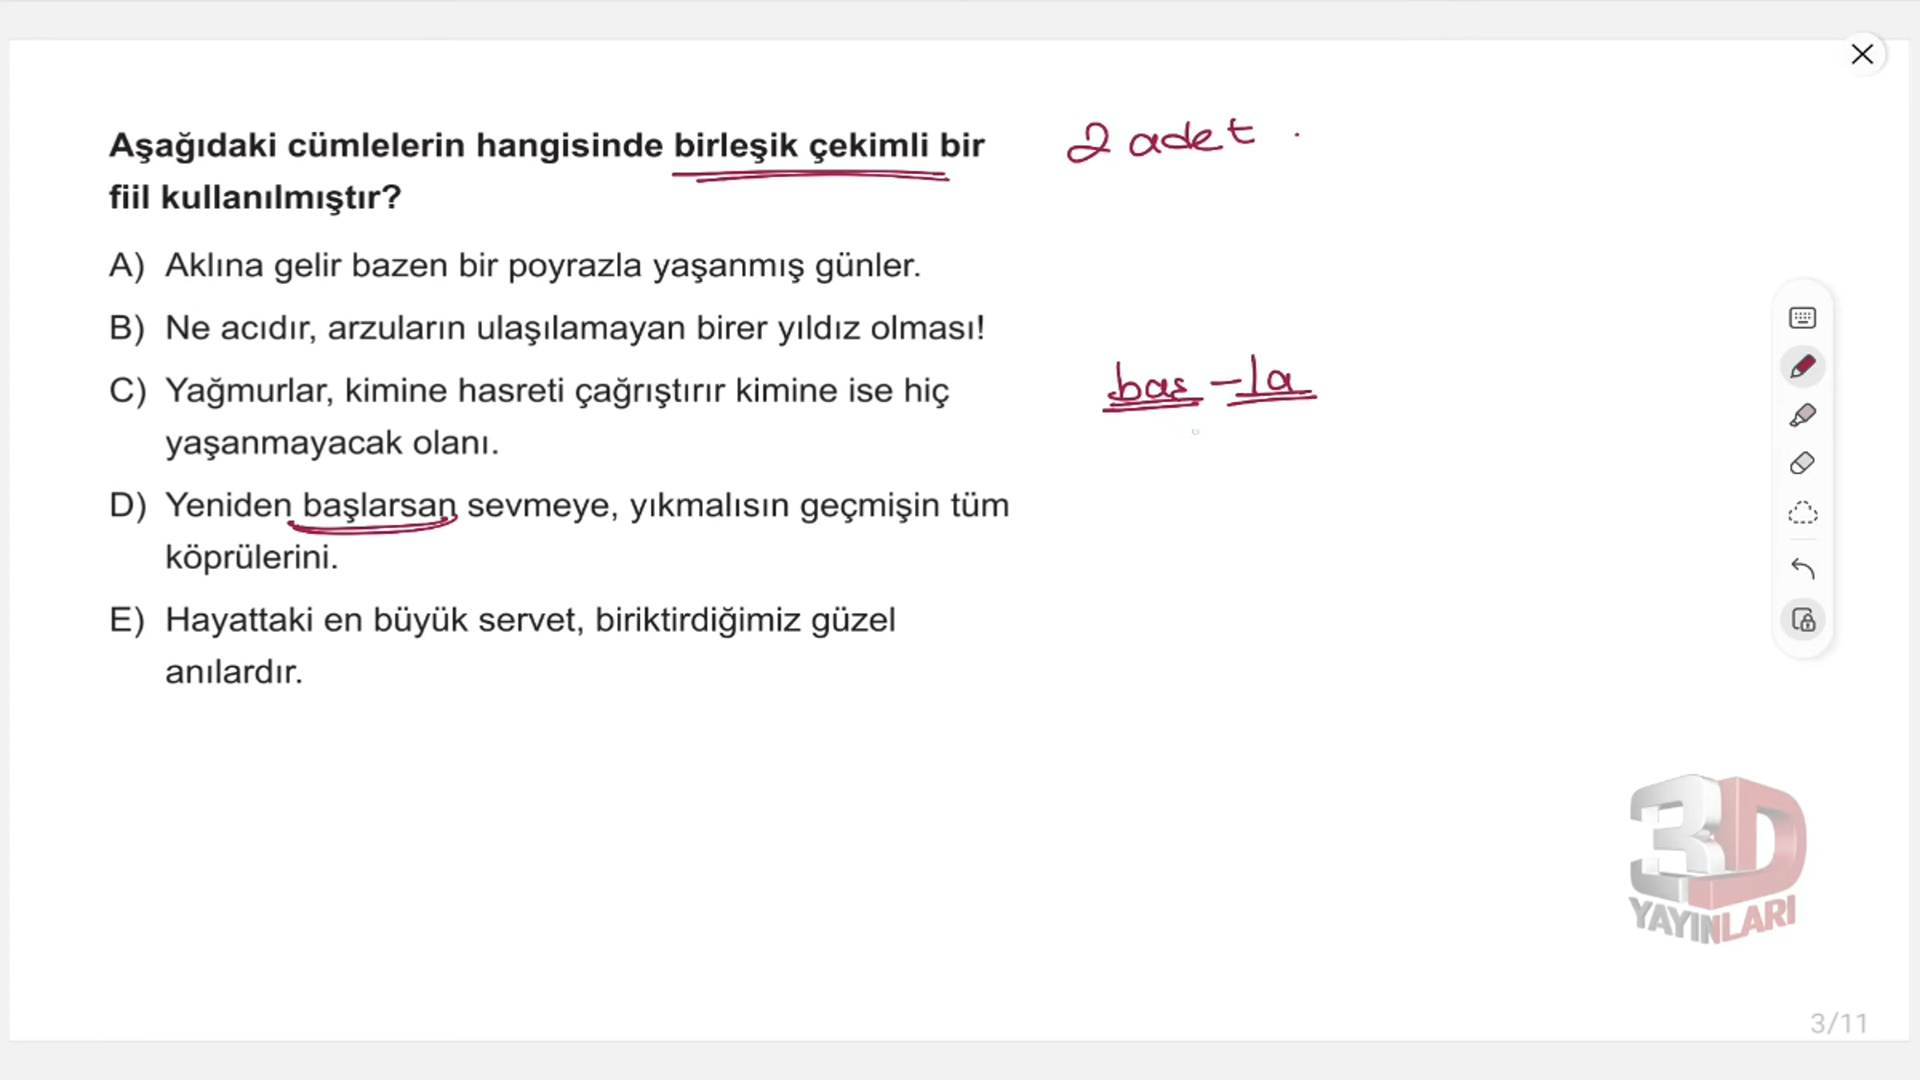 Aşağıdaki cümlelerin hangisinde birleşik çekimli bir
fiil kullanılmıştır?
2 adet .
A) Aklına gelir bazen bir poyrazla yaşanmış günler.
B) Ne acıdır, arzuların ulaşılamayan birer yıldız olması!
C) Yağmurlar, kimine hasreti çağrıştırır kimine ise hiç
yaşanmayacak olanı.
D) Yeniden başlarsan sevmeye, yıkmalısın geçmişin tüm
köprülerini.
E) Hayattaki en büyük servet, biriktirdiğimiz güzel
anılardır.
baş -la
3D
YAYINLARI
3/11